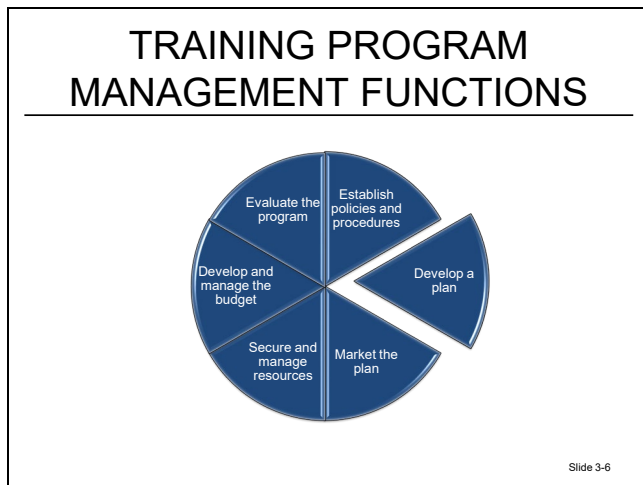 TRAINING PROGRAM
MANAGEMENT FUNCTIONS
Establish
policies and
procedures
Develop a
plan
Market the
plan
Secure and
manage
resources
Develop and
manage the
budget
Evaluate the
program
Slide 3-6